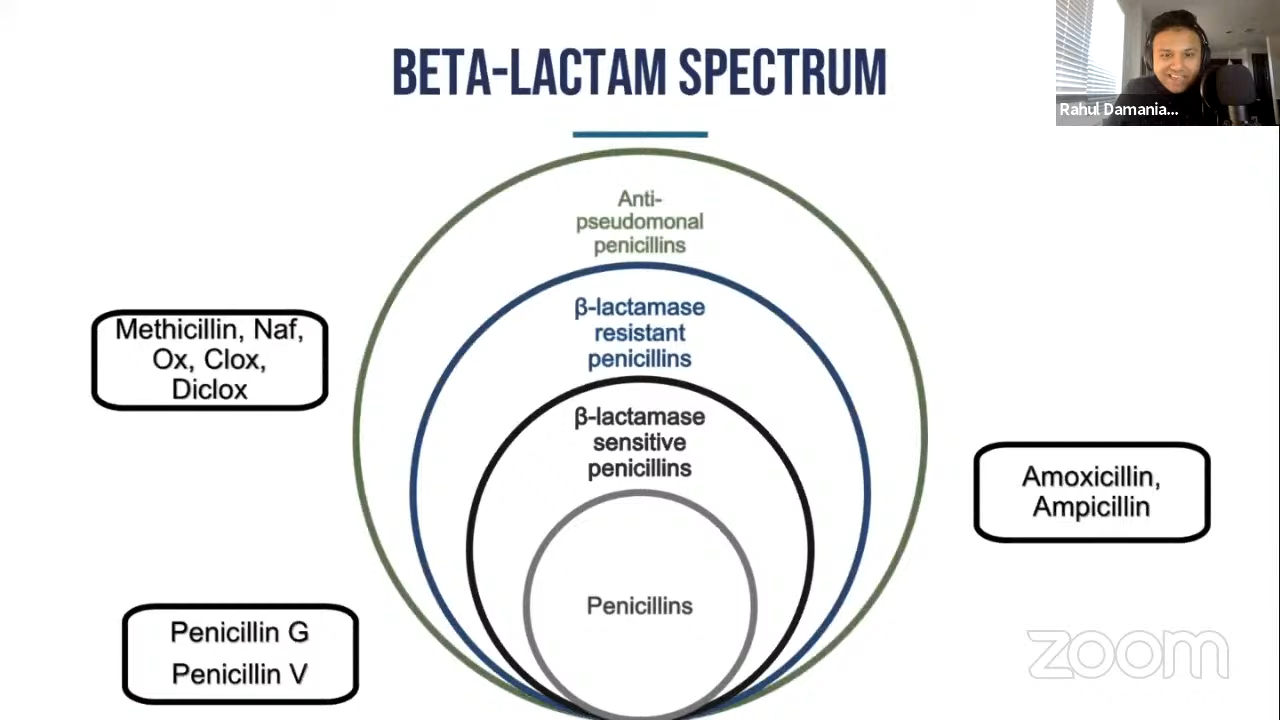 BETA-LACTAM SPECTRUM
Rahul Damania...
Anti-
pseudomonal
penicillins
β-lactamase
resistant
penicillins
Methicillin, Naf,
Ox, Clox,
Diclox
β-lactamase
sensitive
penicillins
Amoxicillin,
Ampicillin
Penicillins
Penicillin G
Penicillin V
zoom